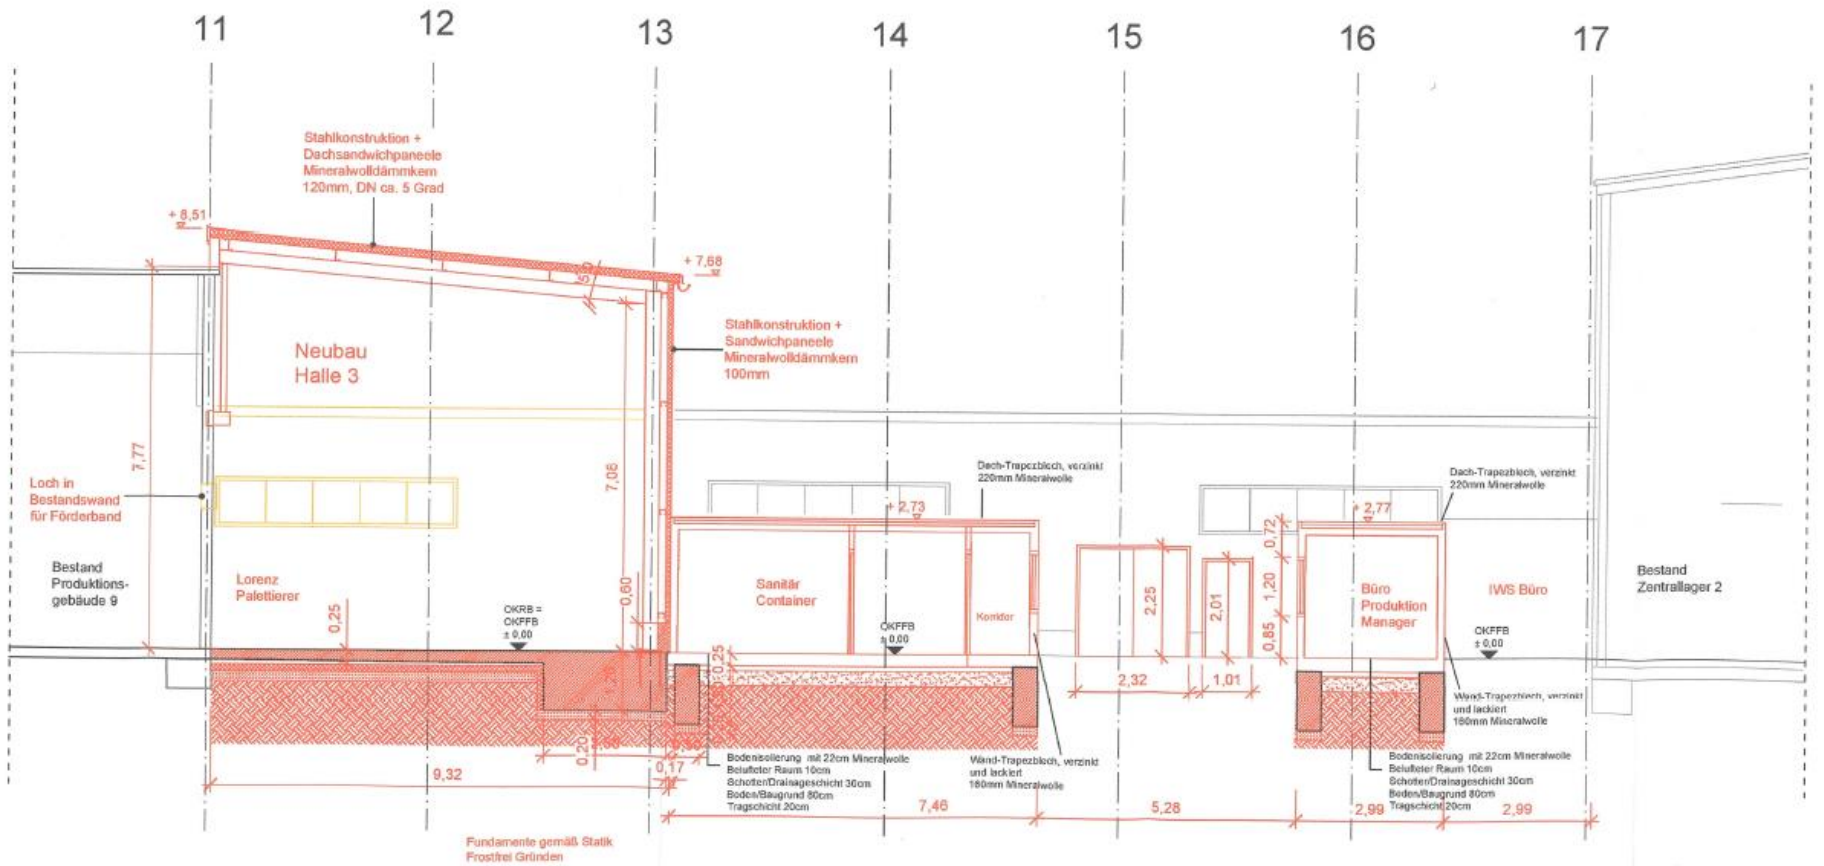 11
12
13
14
15
16
17
Stahlkonstruktion +
Dachsandwichpaneele
Mineralwolldämmkern
120mm, DN ca. 5 Grad
+ 8,51
+ 7,68
Stahlkonstruktion +
Sandwichpaneele
Mineralwolldämmkern
100mm
Neubau
Halle 3
7,77
7,06
Loch in
Bestandswand
für Förderband
Bestand
Produktions-
gebäude 9
Lorenz
Palettierer
0,25
OKRB =
OKFFB
± 0,00
0,60
Dach-Trapezblech, verzinkt
220mm Mineralwolle
+ 2,73
Sanitär
Container
Korridor
OKFFB
± 0,00
0,25
2,25
2,01
2,32
1,01
Dach-Trapezblech, verzinkt
220mm Mineralwolle
+ 2,77
0,72
1,20
0,85
Büro
Produktion
Manager
IWS Büro
OKFFB
± 0,00
Bestand
Zentrallager 2
Wand-Trapezblech, verzinkt
und lackiert
160mm Mineralwolle
0,20
0,17
9,32
Bodenisolierung mit 22cm Mineralwolle
Belüfteter Raum 10cm
Schotter/Drainageschicht 30cm
Boden/Baugrund 80cm
Tragschicht 20cm
Wand-Trapezblech, verzinkt
und lackiert
160mm Mineralwolle
Bodenisolierung mit 22cm Mineralwolle
Belüfteter Raum 10cm
Schotter/Drainageschicht 30cm
Boden/Baugrund 80cm
Tragschicht 20cm
7,46
5,28
2,99
2,99
Fundamente gemäß Statik
Frostfrei Gründen